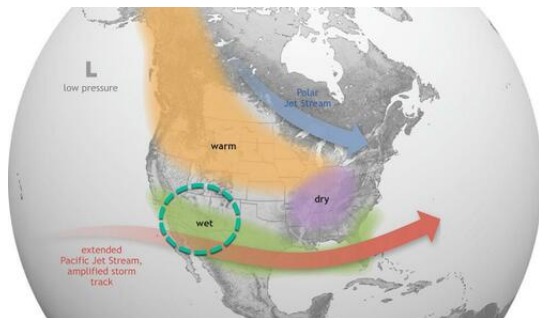 L
low pressure
Polar
Jet Stream
warm
dry
wet
extended
Pacific Jet Stream,
amplified storm
track